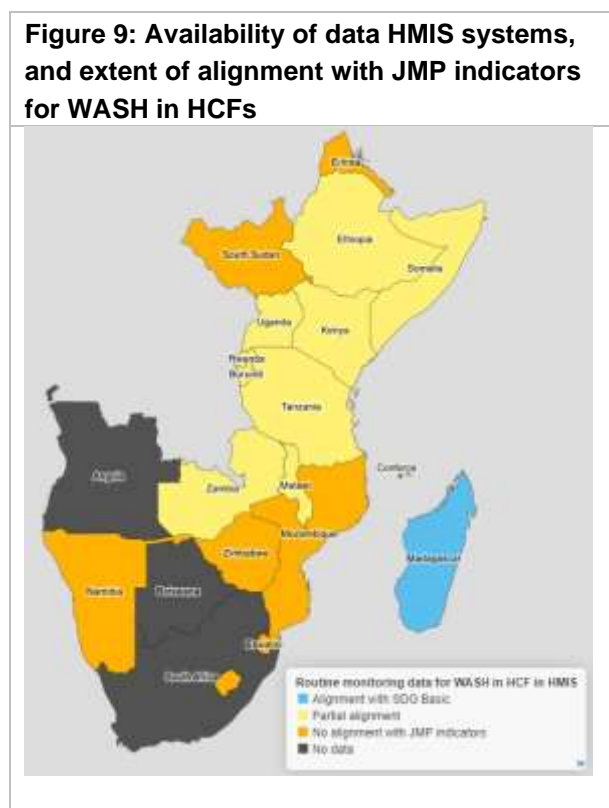 Figure 9: Availability of data HMIS systems,
and extent of alignment with JMP indicators
for WASH in HCFs
Eritrea
South Sudan
Ethiopia
Somalia
Uganda
Kenya
Rwanda
Burundi
Tanzania
Comoros
Angola
Zambia
Malawi
Mozambique
Madagascar
Zimbabwe
Namibia
Botswana
Eswatini
South Africa
Routine monitoring data for WASH in HCF in HMIS
Alignment with SDG Basic
Partial alignment
No alignment with JMP indicators
No data